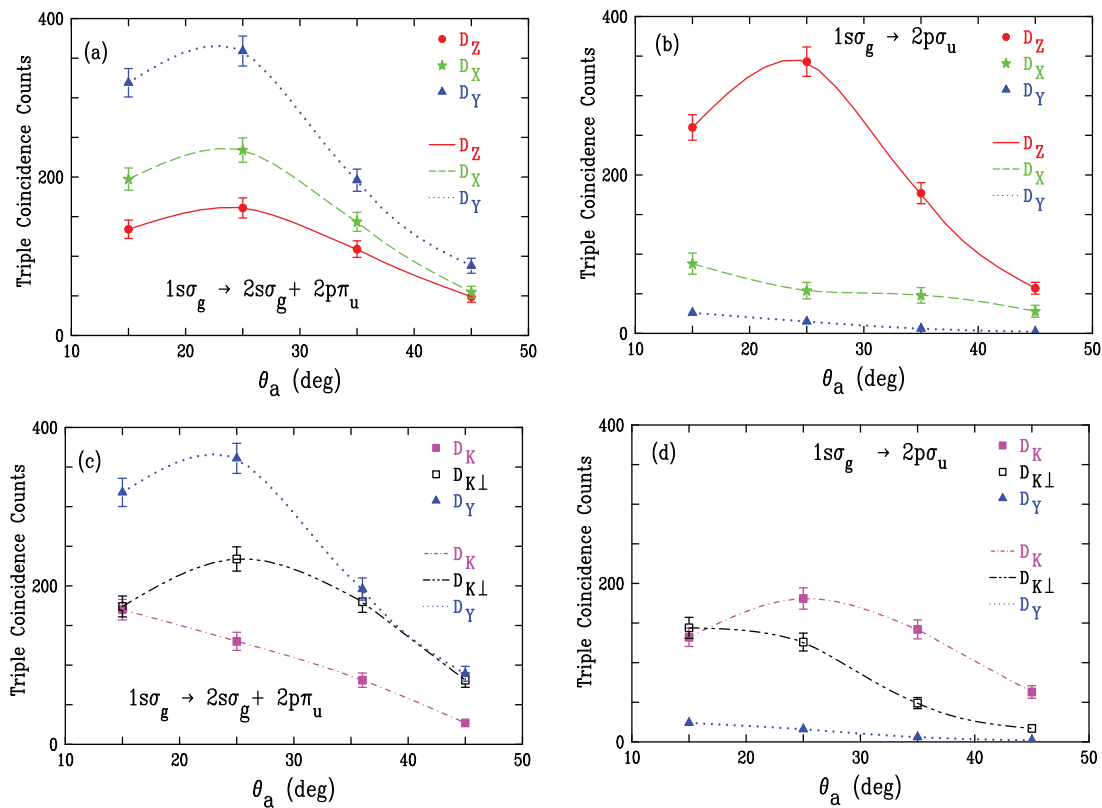 (a)
D_Z
D_X
D_Y
D_Z
D_X
D_Y
1sσ_g → 2sσ_g + 2pπ_u
Triple Coincidence Counts
400
200
0
10 20 30 40 50
θ_a (deg)
(b)
1sσ_g → 2pσ_u
D_Z
D_X
D_Y
D_Z
D_X
D_Y
Triple Coincidence Counts
400
200
0
10 20 30 40 50
θ_a (deg)
(c)
D_K
D_K⊥
D_Y
D_K
D_K⊥
D_Y
1sσ_g → 2sσ_g + 2pπ_u
Triple Coincidence Counts
400
200
0
10 20 30 40 50
θ_a (deg)
(d)
1sσ_g → 2pσ_u
D_K
D_K⊥
D_Y
D_K
D_K⊥
D_Y
Triple Coincidence Counts
400
200
0
10 20 30 40 50
θ_a (deg)